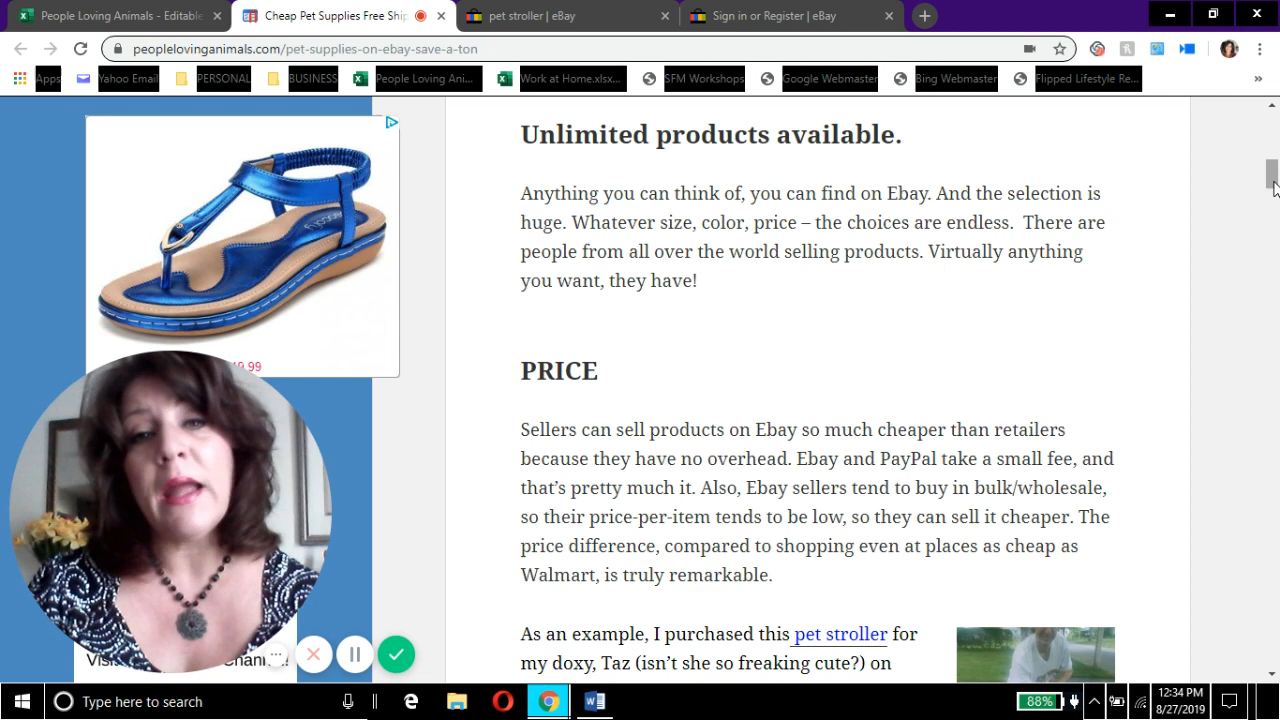 People Loving Animals - Editable
Cheap Pet Supplies Free Ship
pet stroller | eBay
Sign in or Register | eBay
peoplelovinganimals.com/pet-supplies-on-ebay-save-a-ton
Apps
Yahoo Email
PERSONAL
BUSINESS
People Loving Ani...
Work at Home.xlsx...
SFM Workshops
Google Webmaster
Bing Webmaster
Flipped Lifestyle Re...
»
Unlimited products available.
Anything you can think of, you can find on Ebay. And the selection is
huge. Whatever size, color, price – the choices are endless. There are
people from all over the world selling products. Virtually anything
you want, they have!
9.99
PRICE
Sellers can sell products on Ebay so much cheaper than retailers
because they have no overhead. Ebay and PayPal take a small fee, and
that's pretty much it. Also, Ebay sellers tend to buy in bulk/wholesale,
so their price-per-item tends to be low, so they can sell it cheaper. The
price difference, compared to shopping even at places as cheap as
Walmart, is truly remarkable.
As an example, I purchased this pet stroller for
my doxy, Taz (isn't she so freaking cute?) on
Type here to search
88%
12:34 PM
8/27/2019